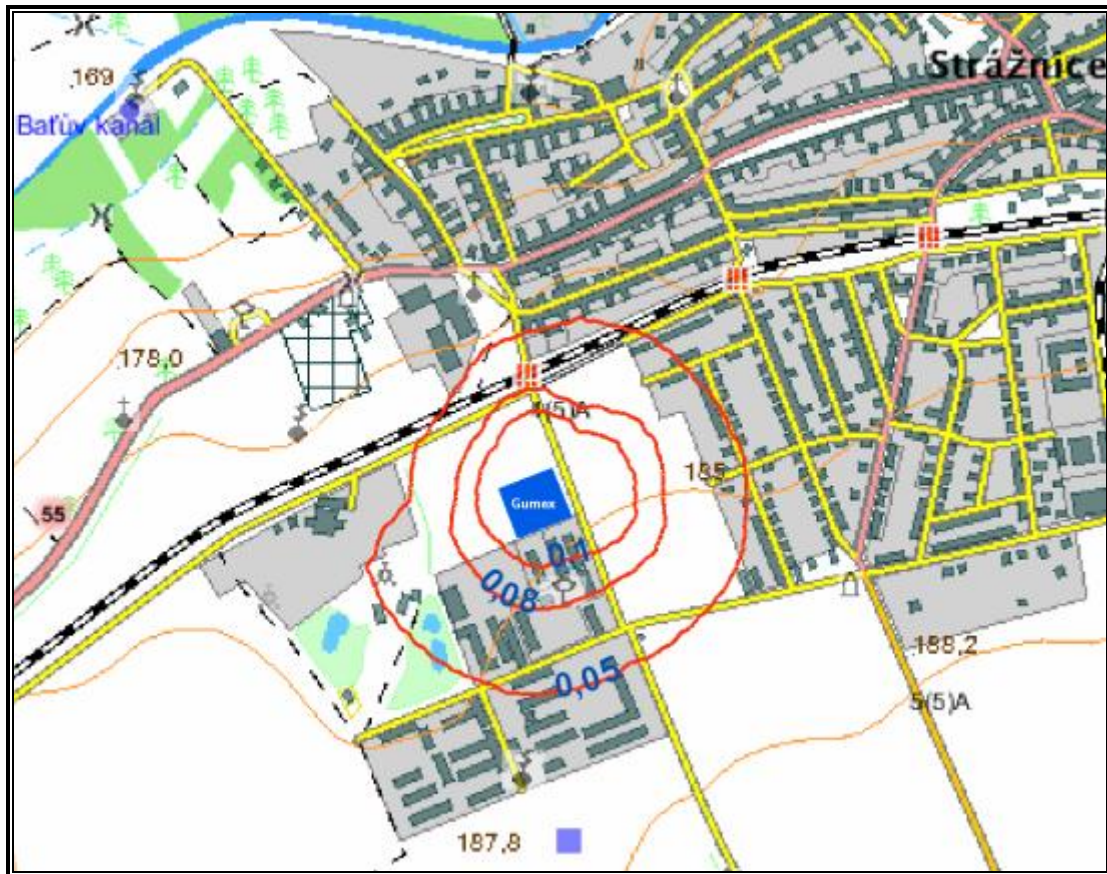 Strážnice
169
Baťův kanál
178,0
(5)A
185
Gumex
55
0,1
0,08
0,05
188,2
5(5)A
187,8